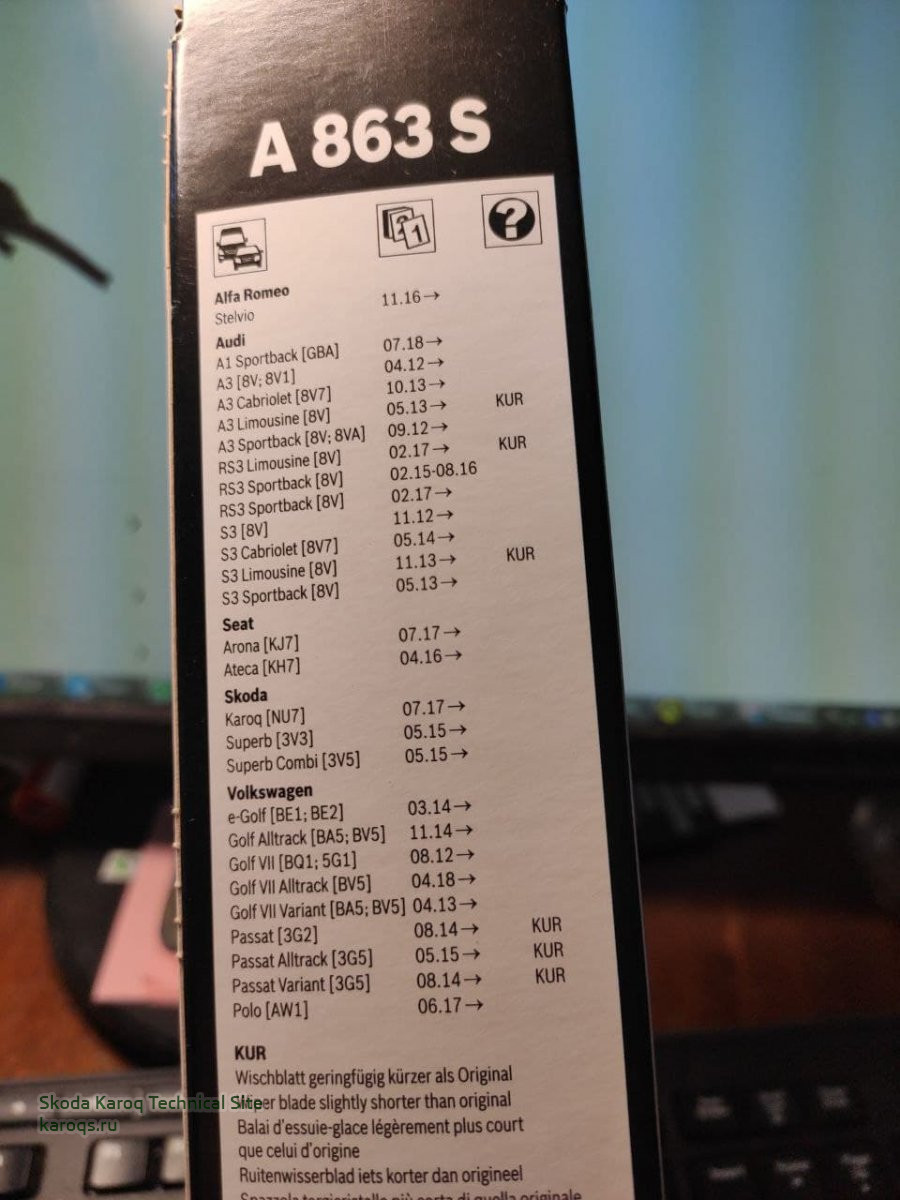 A 863 S
Alfa Romeo
Stelvio 11.16→
Audi
A1 Sportback [GBA] 07.18→
A3 [8V; 8V1] 04.12→
A3 Cabriolet [8V7] 10.13→
A3 Limousine [8V] 05.13→ KUR
A3 Sportback [8V; 8VA] 09.12→
RS3 Limousine [8V] 02.17→ KUR
RS3 Sportback [8V] 02.15-08.16
RS3 Sportback [8V] 02.17→
S3 [8V] 11.12→
S3 Cabriolet [8V7] 05.14→
S3 Limousine [8V] 11.13→ KUR
S3 Sportback [8V] 05.13→
Seat
Arona [KJ7] 07.17→
Ateca [KH7] 04.16→
Skoda
Karoq [NU7] 07.17→
Superb [3V3] 05.15→
Superb Combi [3V5] 05.15→
Volkswagen
e-Golf [BE1; BE2] 03.14→
Golf Alltrack [BA5; BV5] 11.14→
Golf VII [BQ1; 5G1] 08.12→
Golf VII Alltrack [BV5] 04.18→
Golf VII Variant [BA5; BV5] 04.13→
Passat [3G2] 08.14→ KUR
Passat Alltrack [3G5] 05.15→ KUR
Passat Variant [3G5] 08.14→ KUR
Polo [AW1] 06.17→
KUR
Wischblatt geringfügig kürzer als Original
blade slightly shorter than original
Balai d'essuie-glace légèrement plus court
que celui d'origine
Ruitenwisserblad iets korter dan origineel
Skoda Karoq Technical Site
karoqs.ru